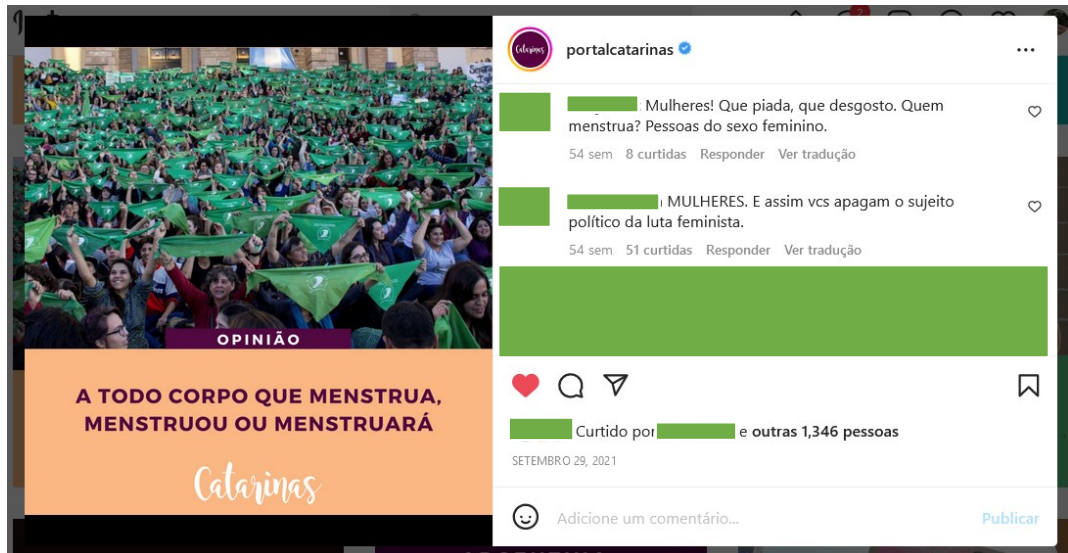 Catarinas
portalcatarinas
: Mulheres! Que piada, que desgosto. Quem
menstrua? Pessoas do sexo feminino.
54 sem 8 curtidas Responder Ver tradução
MULHERES. E assim vcs apagam o sujeito
político da luta feminista.
54 sem 51 curtidas Responder Ver tradução
OPINIÃO
A TODO CORPO QUE MENSTRUA,
MENSTRUOU OU MENSTRUARÁ
Catarinas
Curtido por e outras 1,346 pessoas
SETEMBRO 29, 2021
Adicione um comentário... Publicar